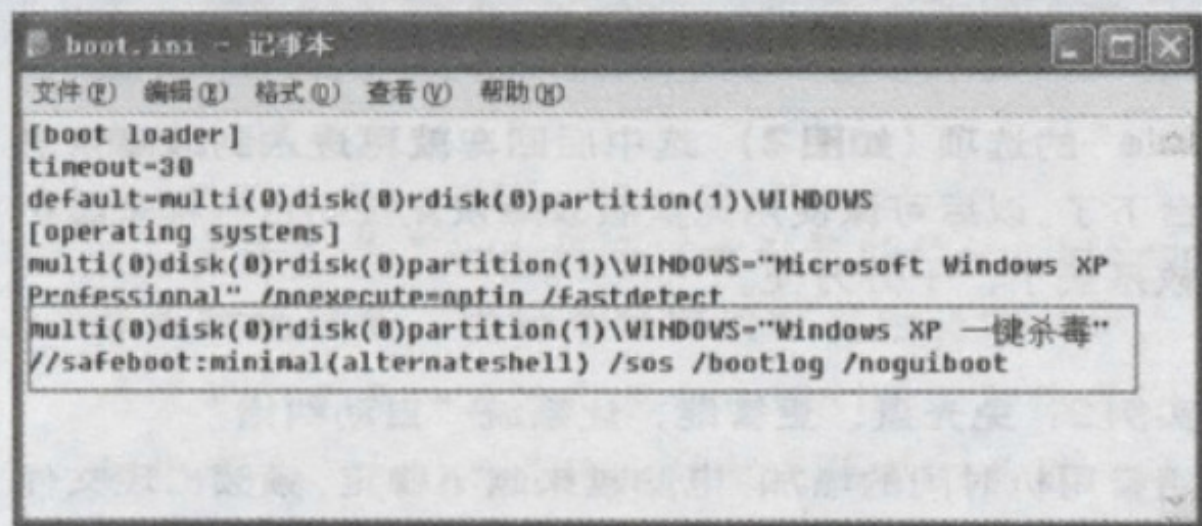 boot.ini - 记事本
文件(F) 编辑(E) 格式(O) 查看(V) 帮助(H)
[boot loader]
timeout=30
default=multi(0)disk(0)rdisk(0)partition(1)\WINDOWS
[operating systems]
multi(0)disk(0)rdisk(0)partition(1)\WINDOWS="Microsoft Windows XP
Professional" /noexecute=optin /fastdetect
multi(0)disk(0)rdisk(0)partition(1)\WINDOWS="Windows XP 一键杀毒"
//safeboot:minimal(alternateshell) /sos /bootlog /noguiboot